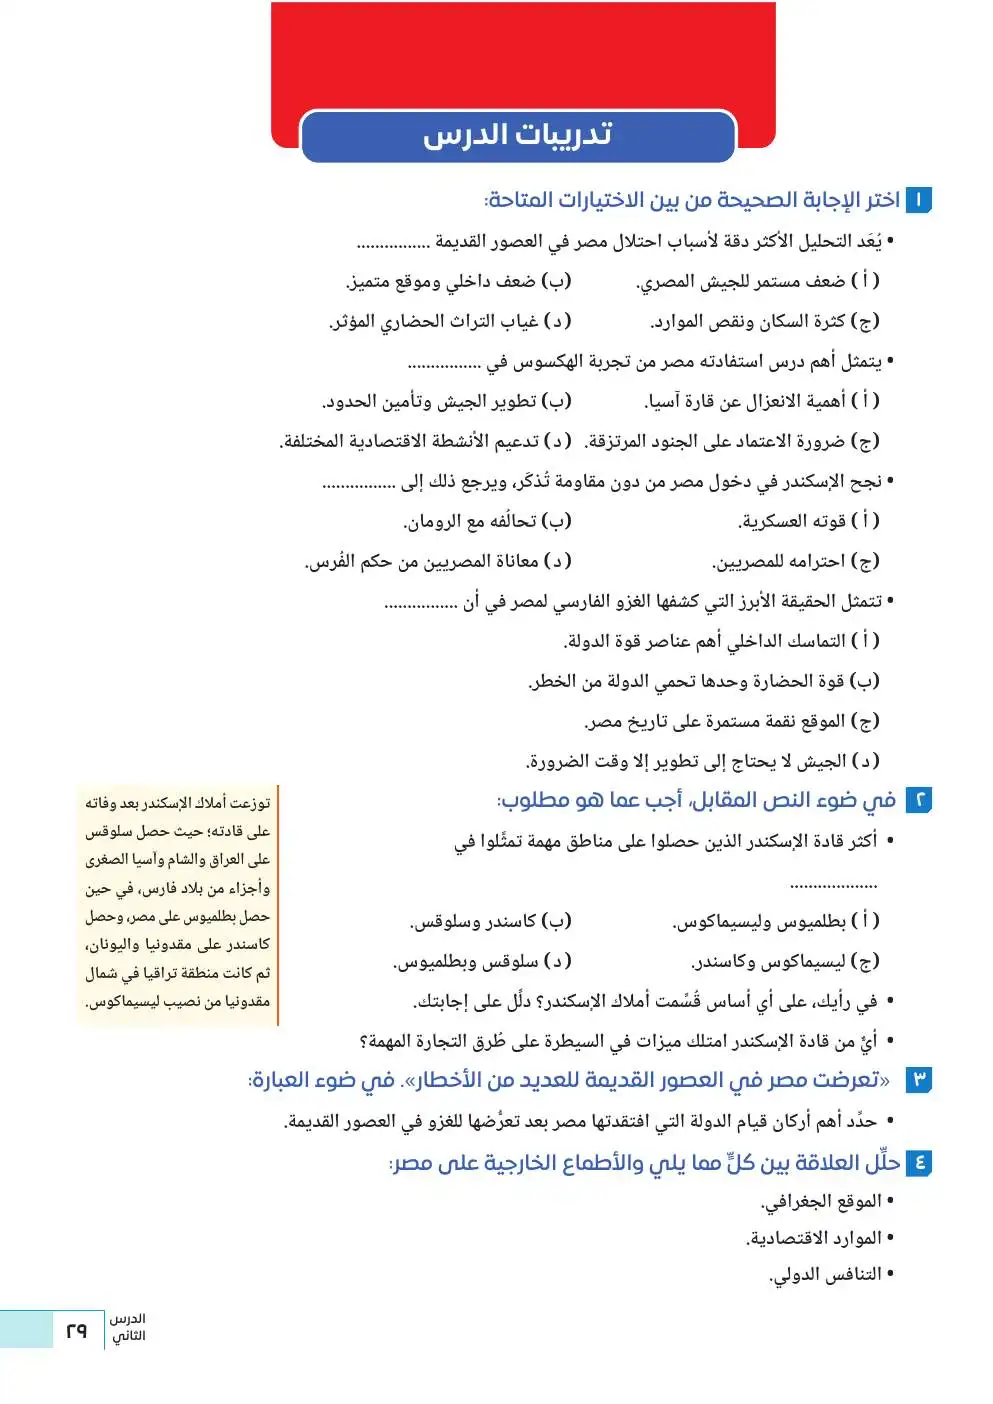 تدريبات الدرس
١ اختر الإجابة الصحيحة من بين الاختيارات المتاحة:
• يُعَد التحليل الأكثر دقة لأسباب احتلال مصر في العصور القديمة ................
( أ ) ضعف مستمر للجيش المصري. (ب) ضعف داخلي وموقع متميز.
(ج) كثرة السكان ونقص الموارد. ( د ) غياب التراث الحضاري المؤثر.
• يتمثل أهم درس استفادته مصر من تجربة الهكسوس في ................
( أ ) أهمية الانعزال عن قارة آسيا. (ب) تطوير الجيش وتأمين الحدود.
(ج) ضرورة الاعتماد على الجنود المرتزقة. ( د ) تدعيم الأنشطة الاقتصادية المختلفة.
• نجح الإسكندر في دخول مصر من دون مقاومة تُذكَر، ويرجع ذلك إلى ................
( أ ) قوته العسكرية. (ب) تحالُفه مع الرومان.
(ج) احترامه للمصريين. ( د ) معاناة المصريين من حكم الفُرس.
• تتمثل الحقيقة الأبرز التي كشفها الغزو الفارسي لمصر في أن ................
( أ ) التماسك الداخلي أهم عناصر قوة الدولة.
(ب) قوة الحضارة وحدها تحمي الدولة من الخطر.
(ج) الموقع نقمة مستمرة على تاريخ مصر.
( د ) الجيش لا يحتاج إلى تطوير إلا وقت الضرورة.
٢ في ضوء النص المقابل، أجب عما هو مطلوب:
• أكثر قادة الإسكندر الذين حصلوا على مناطق مهمة تمثَّلوا في
...................
( أ ) بطلميوس وليسيماكوس. (ب) كاسندر وسلوقس.
(ج) ليسيماكوس وكاسندر. ( د ) سلوقس وبطلميوس.
• في رأيك، على أي أساس قُسِّمت أملاك الإسكندر؟ دلِّل على إجابتك.
• أيٌّ من قادة الإسكندر امتلك ميزات في السيطرة على طُرق التجارة المهمة؟
توزعت أملاك الإسكندر بعد وفاته
على قادته؛ حيث حصل سلوقس
على العراق والشام وآسيا الصغرى
وأجزاء من بلاد فارس، في حين
حصل بطلميوس على مصر، وحصل
كاسندر على مقدونيا واليونان،
ثم كانت منطقة تراقيا في شمال
مقدونيا من نصيب ليسيماكوس.
٣ «تعرضت مصر في العصور القديمة للعديد من الأخطار». في ضوء العبارة:
• حدِّد أهم أركان قيام الدولة التي افتقدتها مصر بعد تعرُّضها للغزو في العصور القديمة.
٤ حلِّل العلاقة بين كلٍّ مما يلي والأطماع الخارجية على مصر:
• الموقع الجغرافي.
• الموارد الاقتصادية.
• التنافس الدولي.
الدرس
الثاني
٢٩